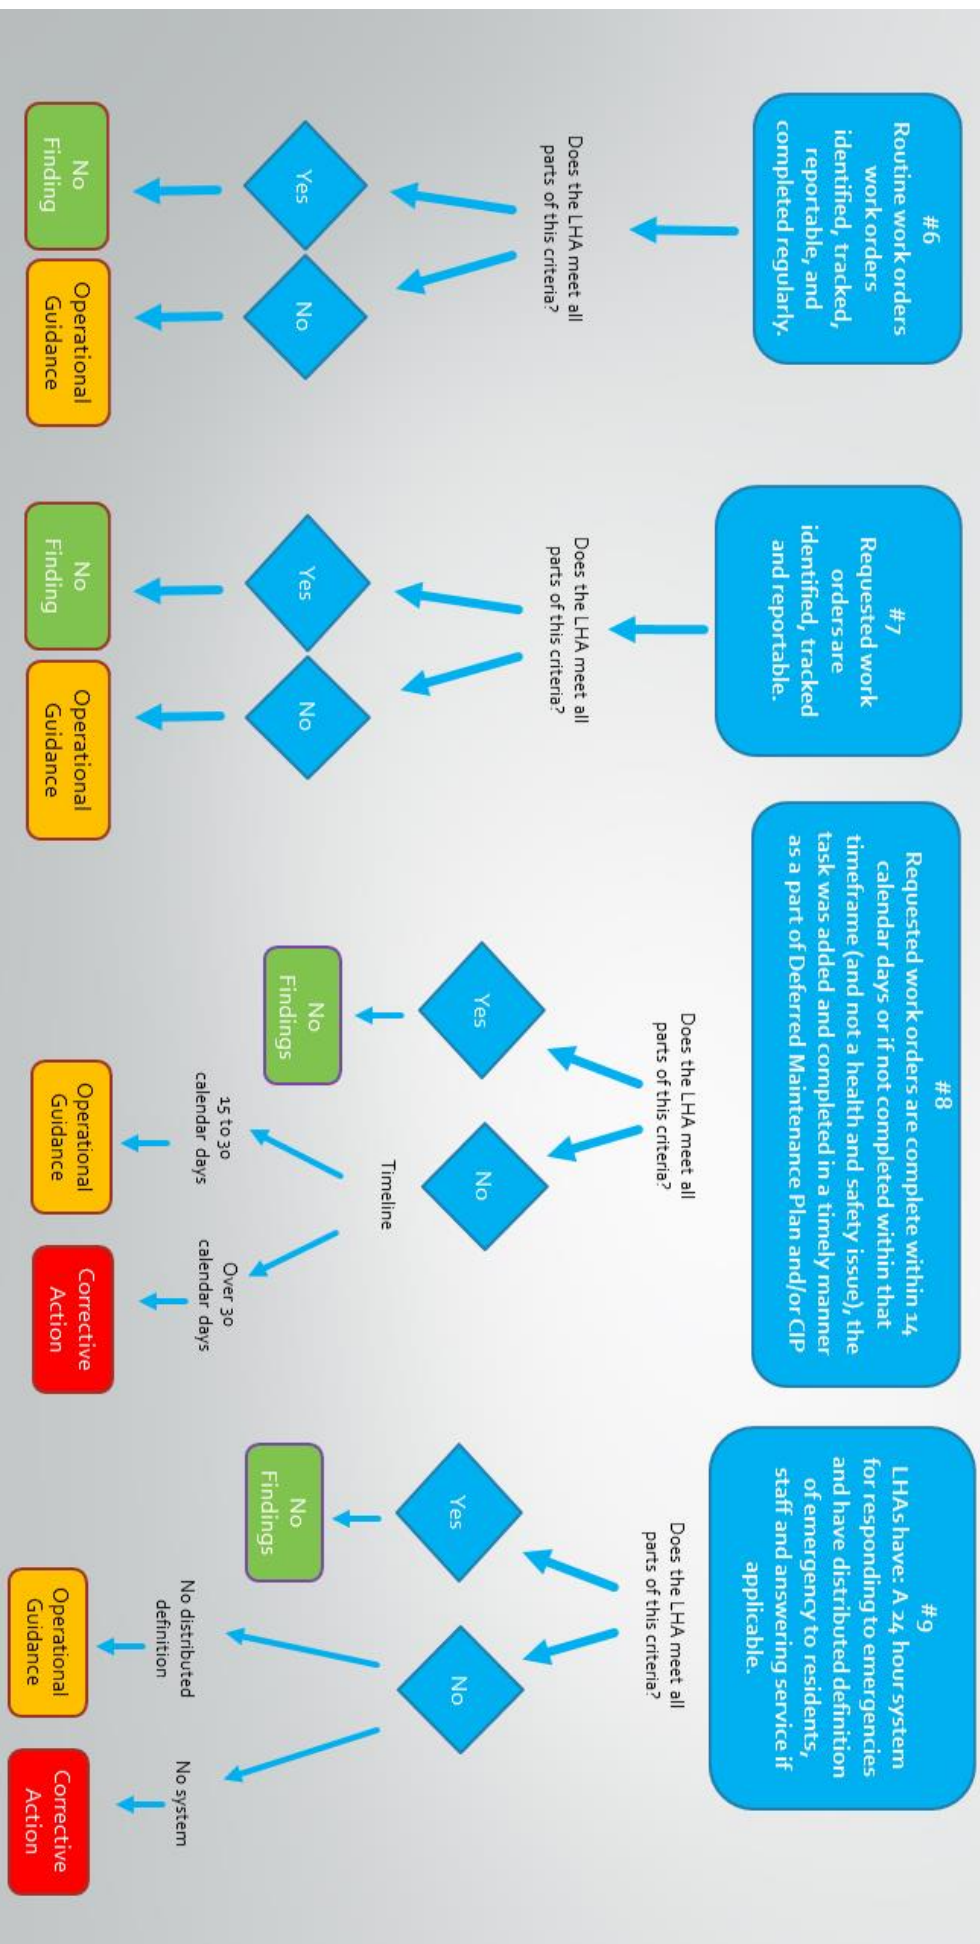 #6
Routine work orders
work orders
identified, tracked,
reportable, and
completed regularly.
Does the LHA meet all
parts of this criteria?
Yes
No
No
Finding
Operational
Guidance
#7
Requested work
orders are
identified, tracked
and reportable.
Does the LHA meet all
parts of this criteria?
Yes
No
No
Finding
Operational
Guidance
#8
Requested work orders are complete within 14
calendar days or if not completed within that
timeframe (and not a health and safety issue), the
task was added and completed in a timely manner
as a part of Deferred Maintenance Plan and/or CIP
Does the LHA meet all
parts of this criteria?
Yes
No
No
Findings
Timeline
15 to 30
calendar days
Over 30
calendar days
Operational
Guidance
Corrective
Action
#9
LHAs have: A 24 hour system
for responding to emergencies
and have distributed definition
of emergency to residents,
staff and answering service if
applicable.
Does the LHA meet all
parts of this criteria?
Yes
No
No
Findings
No distributed
definition
No system
Operational
Guidance
Corrective
Action